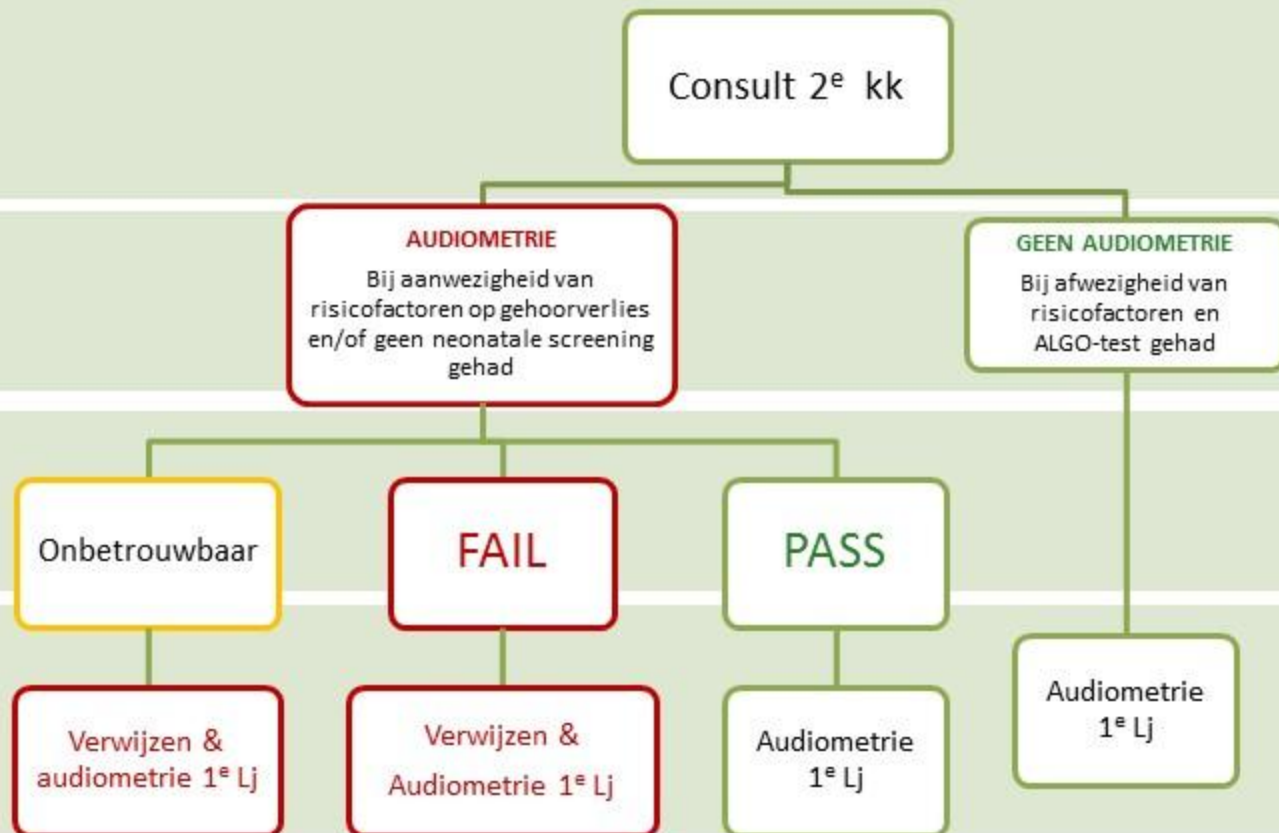 Consult 2ᵉ kk
AUDIOMETRIE
Bij aanwezigheid van
risicofactoren op gehoorverlies
en/of geen neonatale screening
gehad
GEEN AUDIOMETRIE
Bij afwezigheid van
risicofactoren en
ALGO-test gehad
Onbetrouwbaar
FAIL
PASS
Verwijzen &
audiometrie 1ᵉ Lj
Verwijzen &
Audiometrie 1ᵉ Lj
Audiometrie
1ᵉ Lj
Audiometrie
1ᵉ Lj